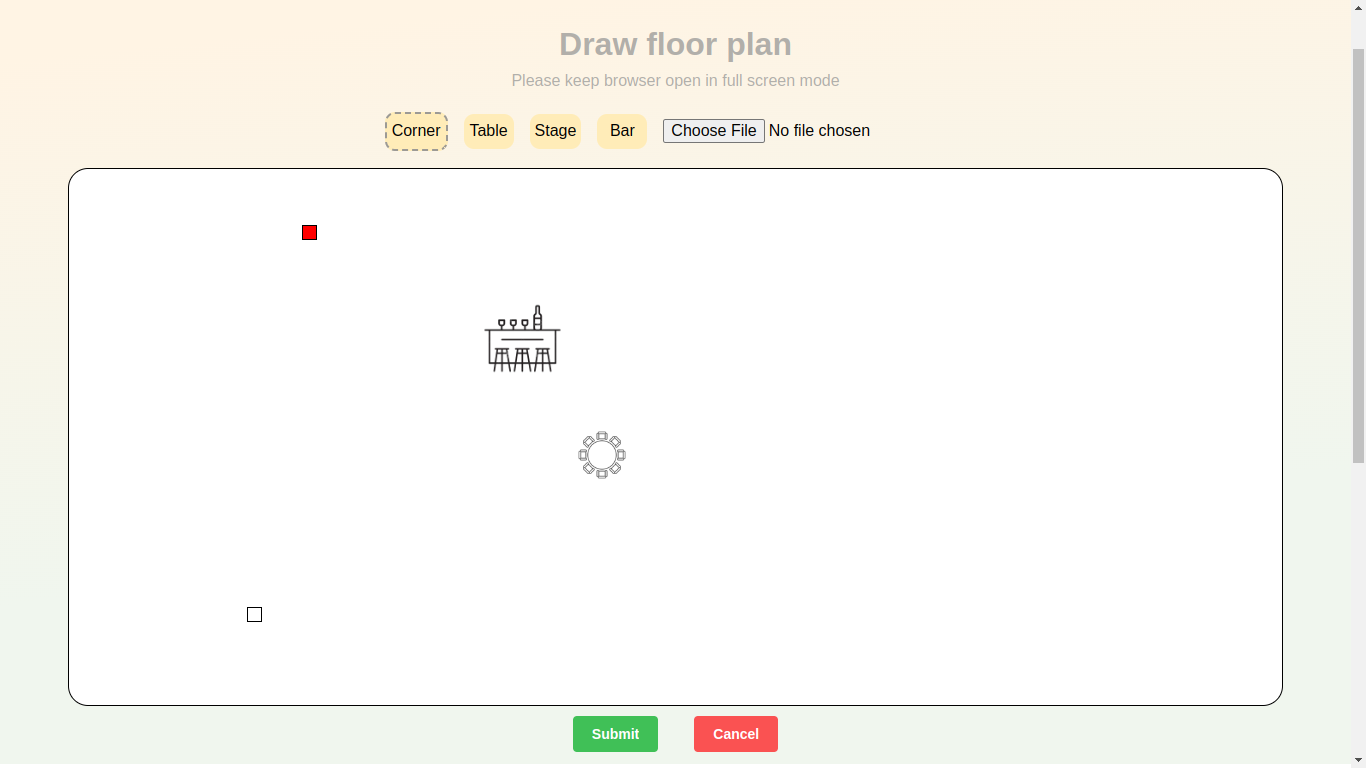 Draw floor plan
Please keep browser open in full screen mode
Corner Table Stage Bar Choose File No file chosen
Submit Cancel